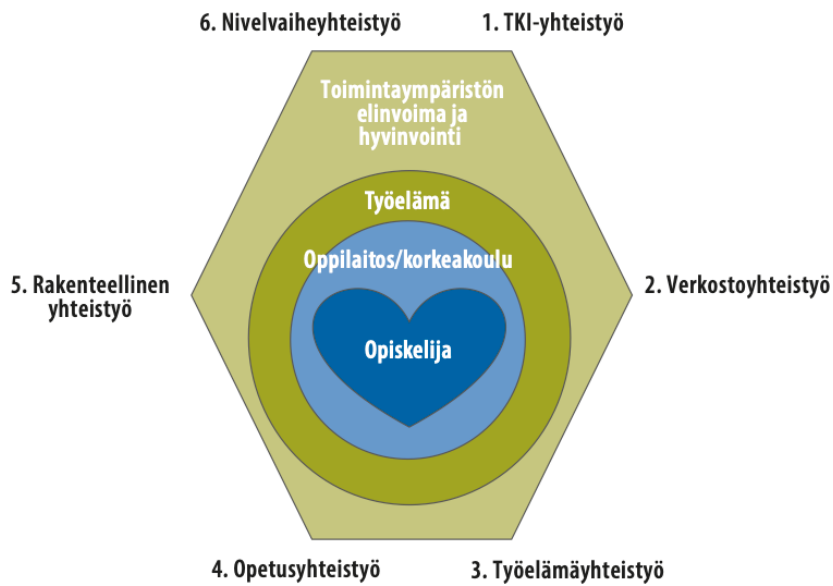 6. Nivelvaiheyhteistyö
1. TKI-yhteistyö
Toimintaympäristön
elinvoima ja
hyvinvointi
Työelämä
Oppilaitos/korkeakoulu
5. Rakenteellinen
yhteistyö
2. Verkostoyhteistyö
Opiskelija
4. Opetusyhteistyö
3. Työelämäyhteistyö